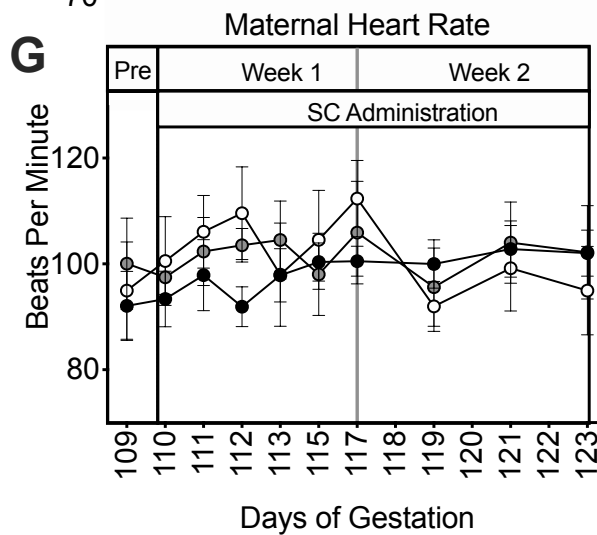 70
Maternal Heart Rate
G
Pre Week 1 Week 2
SC Administration
Beats Per Minute
120
100
80
109 110 111 112 113 115 117 118 119 120 121 122 123
Days of Gestation